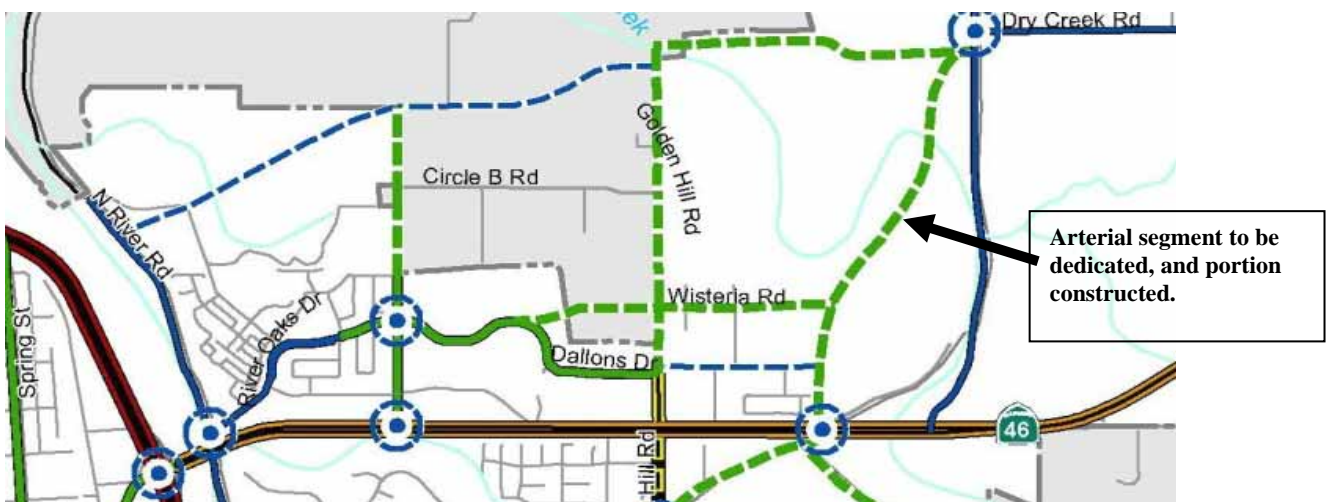 Dry Creek Rd
eek
Golden Hill Rd
Circle B Rd
N River Rd
Arterial segment to be
dedicated, and portion
constructed.
Wisteria Rd
River Oaks Dr
Spring St
Dallons Dr
46
Hill Rd